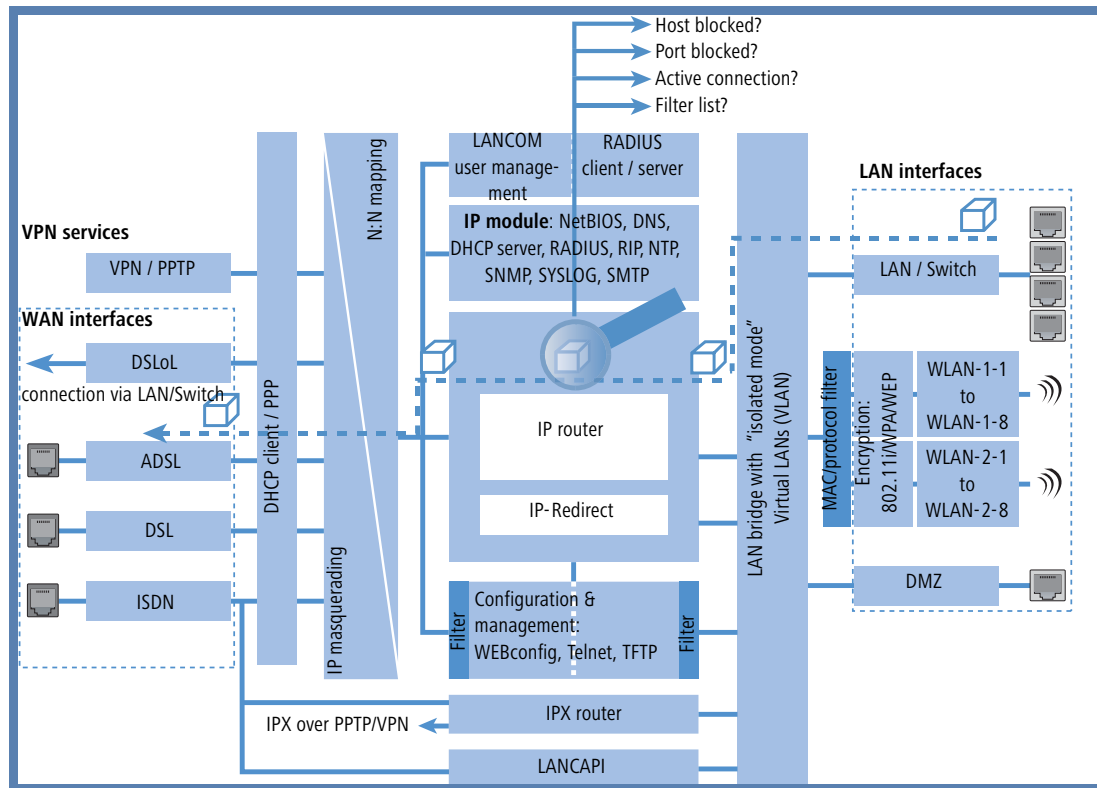 Host blocked?
Port blocked?
Active connection?
Filter list?
LANCOM
user manage-
ment
RADIUS
client / server
N:N mapping
LAN interfaces
VPN services
IP module: NetBIOS, DNS,
DHCP server, RADIUS, RIP, NTP,
SNMP, SYSLOG, SMTP
VPN / PPTP
LAN / Switch
WAN interfaces
DSLoL
connection via LAN/Switch
ADSL
DSL
ISDN
DHCP client / PPP
IP masquerading
IP router
IP-Redirect
LAN bridge with "isolated mode"
Virtual LANs (VLAN)
MAC/protocol filter
Encryption:
802.11i/WPA/WEP
WLAN-1-1
to
WLAN-1-8
WLAN-2-1
to
WLAN-2-8
DMZ
Filter
Configuration &
management:
WEBconfig, Telnet, TFTP
Filter
IPX over PPTP/VPN
IPX router
LANCAPI